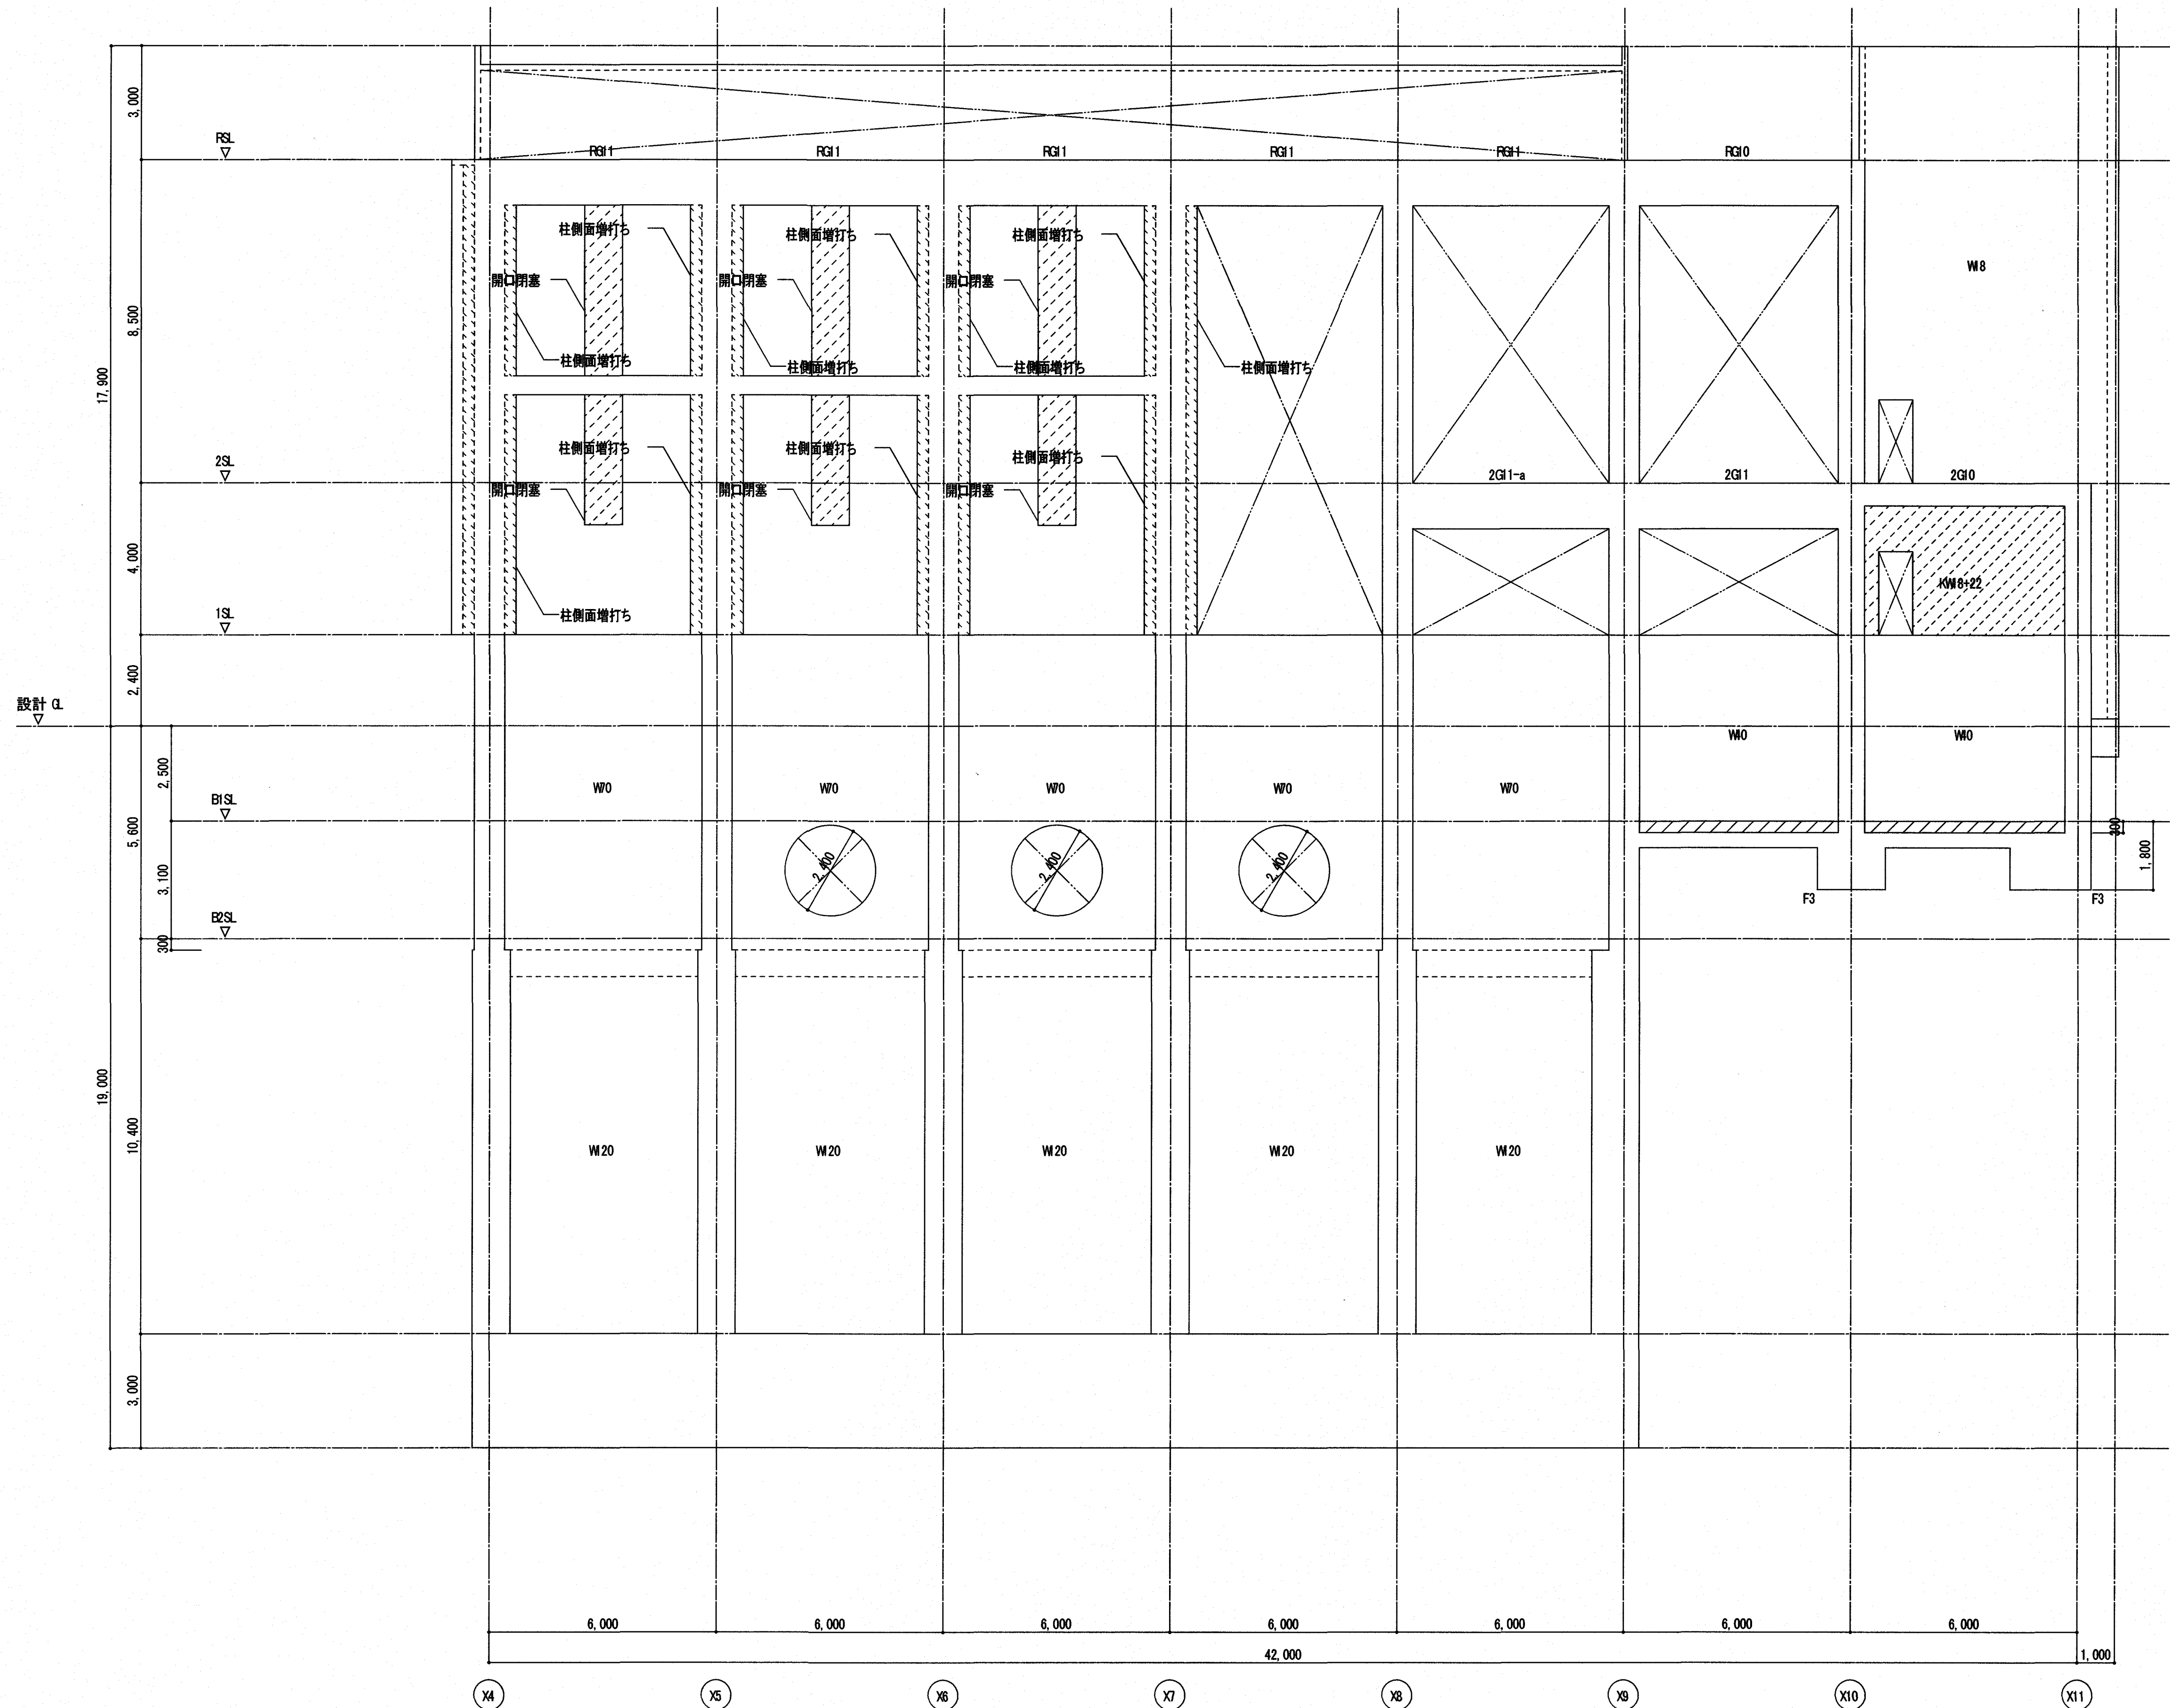 3,000
RSL
RG11
RG11
RG11
RG11
RG11
RG10
柱側面増打ち
柱側面増打ち
柱側面増打ち
開口閉塞
開口閉塞
開口閉塞
W18
8,500
17,900
柱側面増打ち
柱側面増打ち
柱側面増打ち
柱側面増打ち
柱側面増打ち
柱側面増打ち
柱側面増打ち
2SL
開口閉塞
開口閉塞
開口閉塞
2G11-a
2G11
2G10
4,000
KW18+22
1SL
柱側面増打ち
2,400
設計 GL
W40
W40
2,500
W70
W70
W70
W70
W70
B1SL
300
5,600
3,100
2,400
2,400
2,400
1,800
F3
F3
B2SL
300
19,000
10,400
W120
W120
W120
W120
W120
3,000
6,000
6,000
6,000
6,000
6,000
6,000
6,000
42,000
1,000
X4
X5
X6
X7
X8
X9
X10
X11